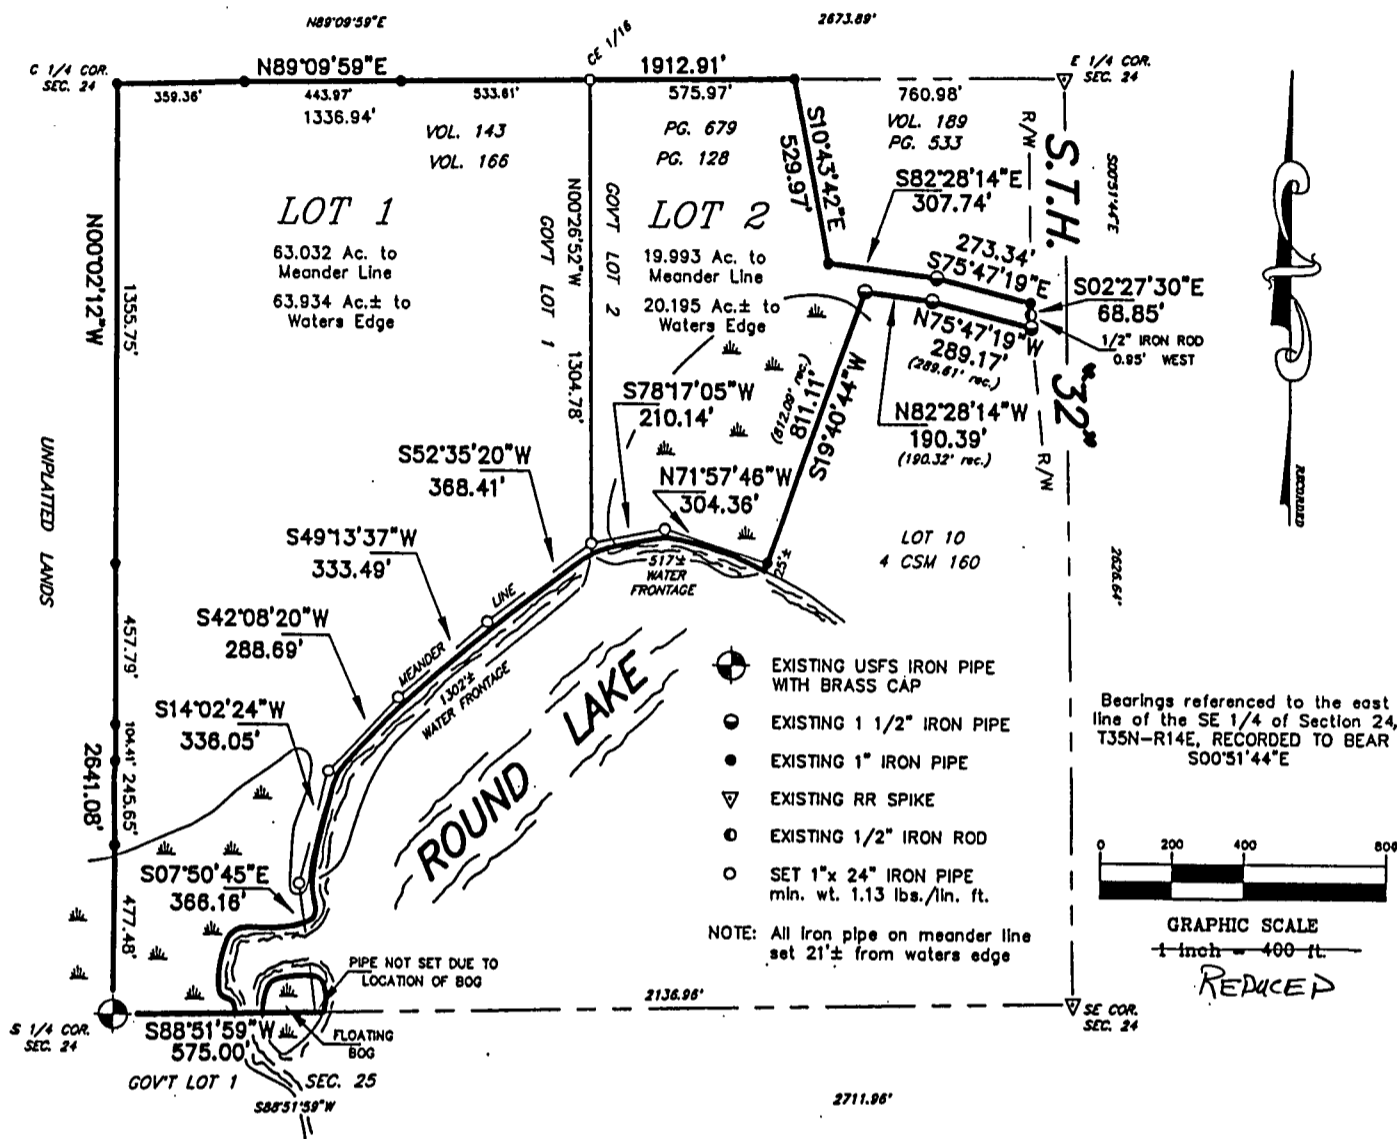 N89°09'59"E
2673.89'
C 1/4 COR.
SEC. 24
N89°09'59"E
CE 1/16
1912.91'
E 1/4 COR.
SEC. 24
359.36'
443.97'
533.61'
575.97'
760.98'
1336.94'
VOL. 143
PG. 679
VOL. 189
VOL. 166
PG. 128
PG. 533
S10°43'42"E
529.97'
R/W
S.T.H.
"32"
S00°51'44"E
LOT 1
63.032 Ac. to
Meander Line
63.934 Ac.± to
Waters Edge
N00°26'52"W
1304.78'
GOV'T LOT 1
GOV'T LOT 2
LOT 2
19.993 Ac. to
Meander Line
20.195 Ac.± to
Waters Edge
S82°28'14"E
307.74'
273.34'
S75°47'19"E
S02°27'30"E
68.85'
1/2" IRON ROD
0.95' WEST
N75°47'19"W
289.17'
(289.61' rec.)
N82°28'14"W
190.39'
(190.32' rec.)
R/W
(812.09' rec.)
811.11'
S19°40'44"W
RECORDED
N00°02'12"W
1355.75'
UNPLATTED LANDS
S78°17'05"W
210.14'
S52°35'20"W
368.41'
N71°57'46"W
304.36'
S49°13'37"W
333.49'
LOT 10
4 CSM 160
25'±
517'±
WATER
FRONTAGE
2626.64'
S42°08'20"W
288.69'
MEANDER LINE
1302'±
WATER FRONTAGE
457.79'
S14°02'24"W
336.05'
104.41'
245.65'
2641.08'
477.48'
ROUND LAKE
EXISTING USFS IRON PIPE
WITH BRASS CAP
EXISTING 1 1/2" IRON PIPE
EXISTING 1" IRON PIPE
EXISTING RR SPIKE
EXISTING 1/2" IRON ROD
SET 1"x 24" IRON PIPE
min. wt. 1.13 lbs./lin. ft.
NOTE: All iron pipe on meander line
set 21'± from waters edge
Bearings referenced to the east
line of the SE 1/4 of Section 24,
T35N-R14E, RECORDED TO BEAR
S00°51'44"E
0 200 400 800
GRAPHIC SCALE
1 inch = 400 ft.
REDUCED
S07°50'45"E
366.16'
PIPE NOT SET DUE TO
LOCATION OF BOG
2136.96'
S 1/4 COR.
SEC. 24
SE COR.
SEC. 24
S88°51'59"W
575.00'
FLOATING
BOG
GOV'T LOT 1
SEC. 25
S88°51'59"W
2711.96'